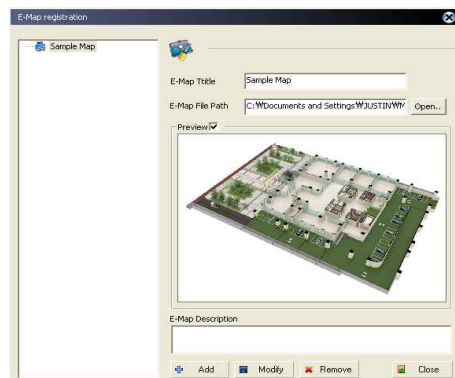 E-Map registration
Sample Map
E-Map Ttitle
Sample Map
E-Map File Path
C:₩Documents and Settings₩JUSTIN₩M
Open..
Preview
E-Map Description
Add
Modify
Remove
Close